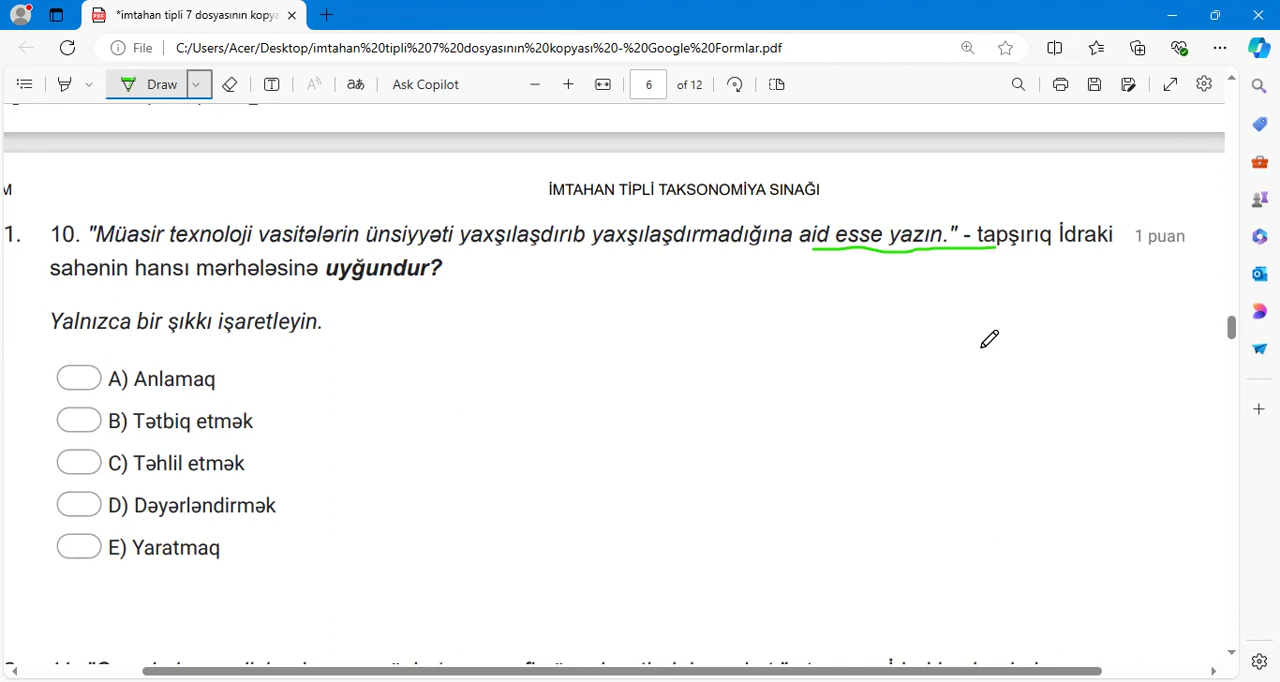 *imtahan tipli 7 dosyasının kopya
File C:/Users/Acer/Desktop/imtahan%20tipli%207%20dosyasının%20kopyası%20-%20Google%20Formlar.pdf
Draw T aあ Ask Copilot 6 of 12
M İMTAHAN TİPLİ TAKSONOMİYA SINAĞI
1. 10. "Müasir texnoloji vasitələrin ünsiyyəti yaxşılaşdırıb yaxşılaşdırmadığına aid esse yazın." - tapşırıq İdraki 1 puan
sahənin hansı mərhələsinə uyğundur?
Yalnızca bir şıkkı işaretleyin.
A) Anlamaq
B) Tətbiq etmək
C) Təhlil etmək
D) Dəyərləndirmək
E) Yaratmaq